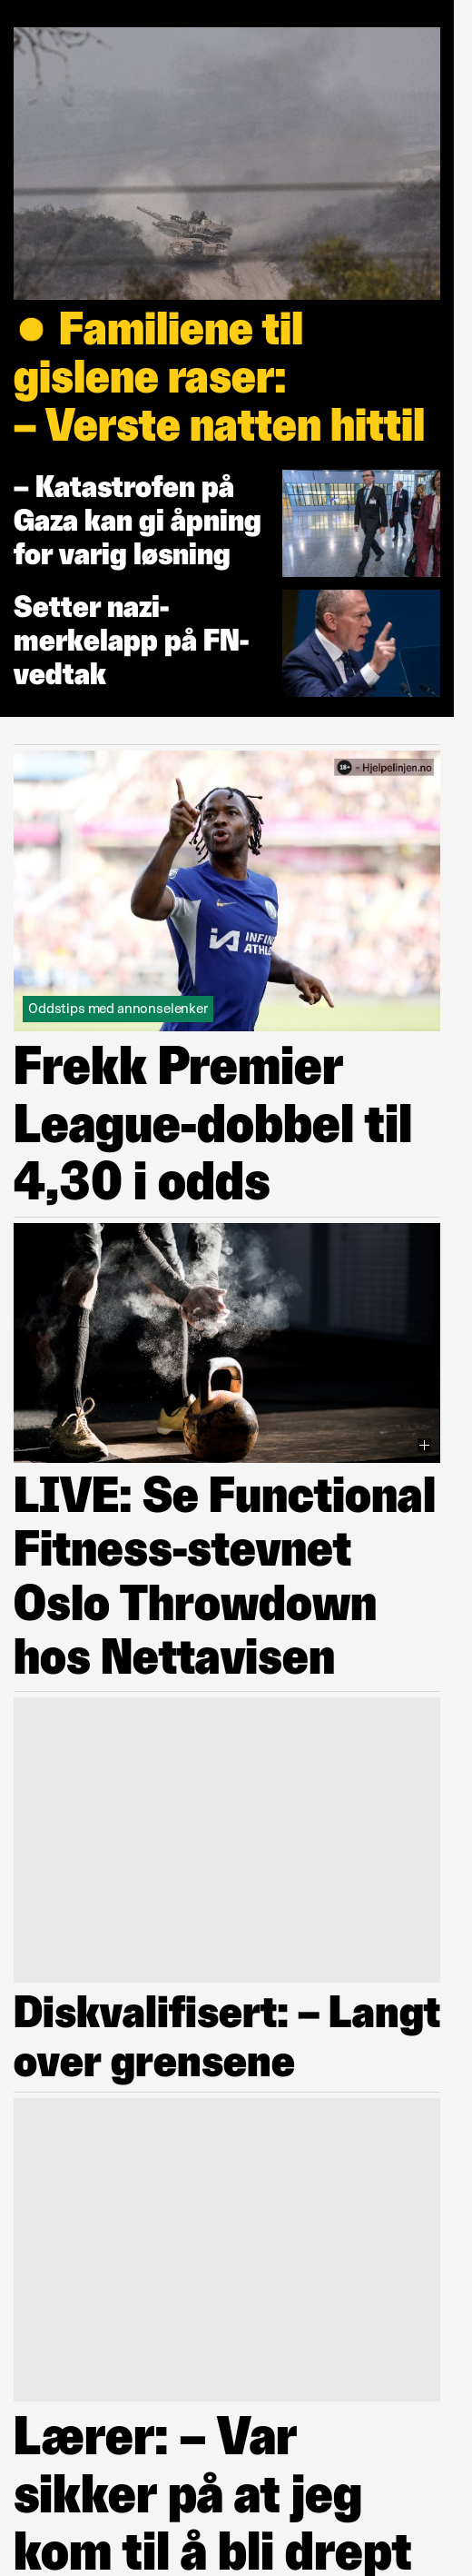 Familiene til
gislene raser:
– Verste natten hittil
– Katastrofen på
Gaza kan gi åpning
for varig løsning
Setter nazi-
merkelapp på FN-
vedtak
18+ – Hjelpelinjen.no
INFIN
ATHLE
Oddstips med annonselenker
Frekk Premier
League-dobbel til
4,30 i odds
LIVE: Se Functional
Fitness-stevnet
Oslo Throwdown
hos Nettavisen
Diskvalifisert: – Langt
over grensene
Lærer: – Var
sikker på at jeg
kom til å bli drept